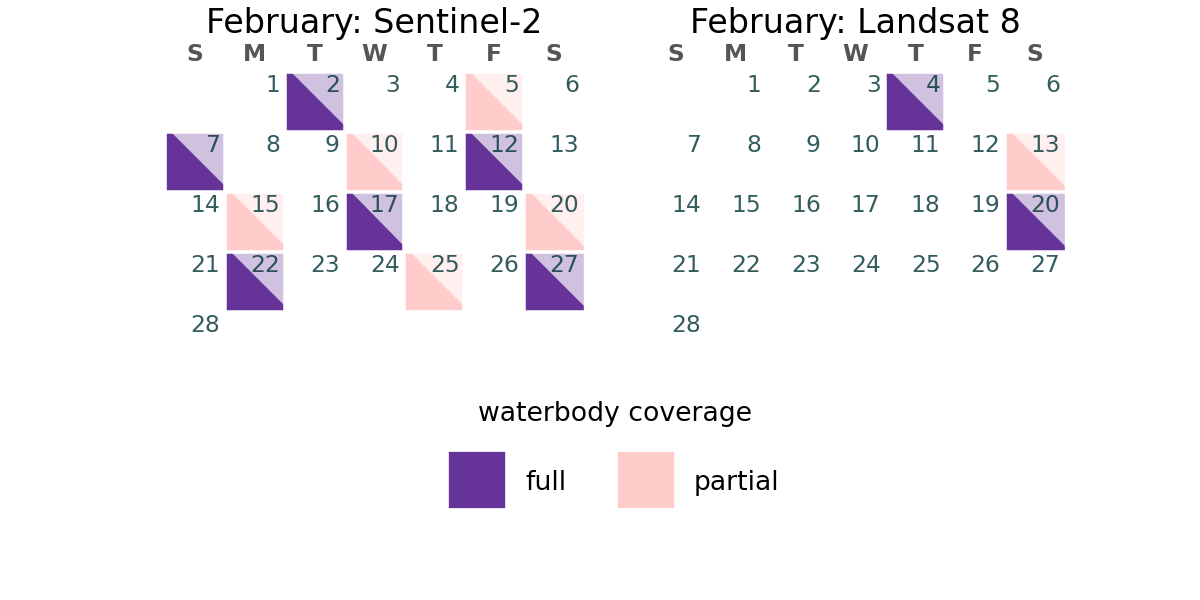 February: Sentinel-2
S M T W T F S
1 2 3 4 5 6
7 8 9 10 11 12 13
14 15 16 17 18 19 20
21 22 23 24 25 26 27
28
February: Landsat 8
S M T W T F S
1 2 3 4 5 6
7 8 9 10 11 12 13
14 15 16 17 18 19 20
21 22 23 24 25 26 27
28
waterbody coverage
full
partial